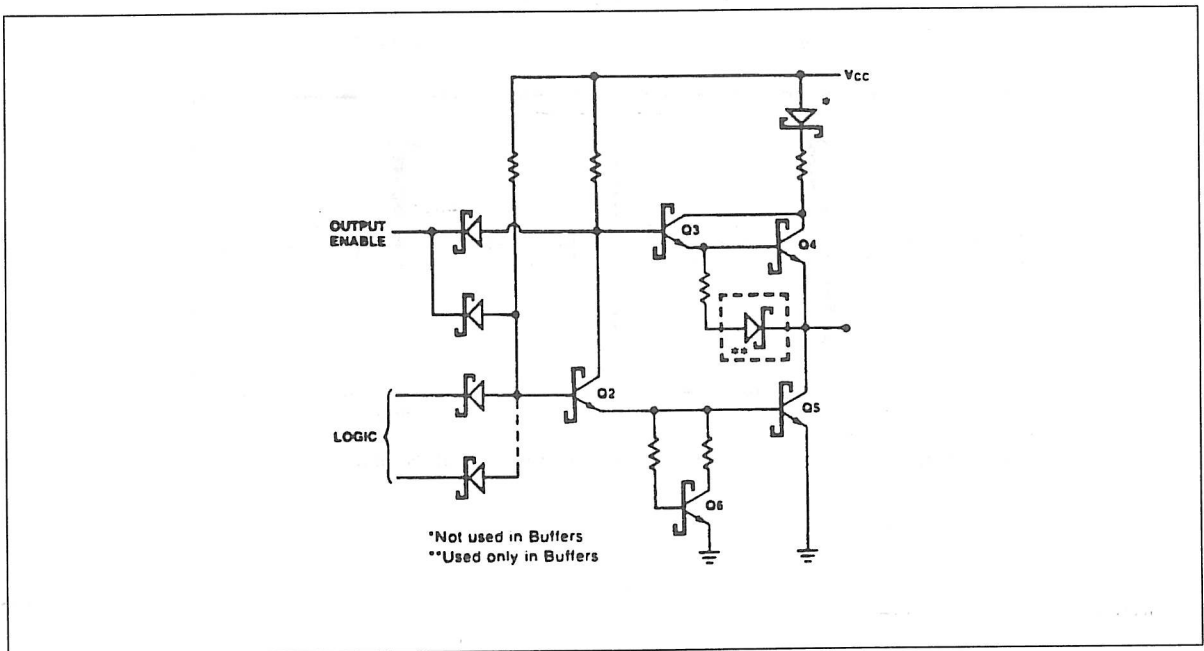 VCC
*
OUTPUT
ENABLE
Q3
Q4
**
Q2
Q5
LOGIC
Q6
*Not used in Buffers
**Used only in Buffers